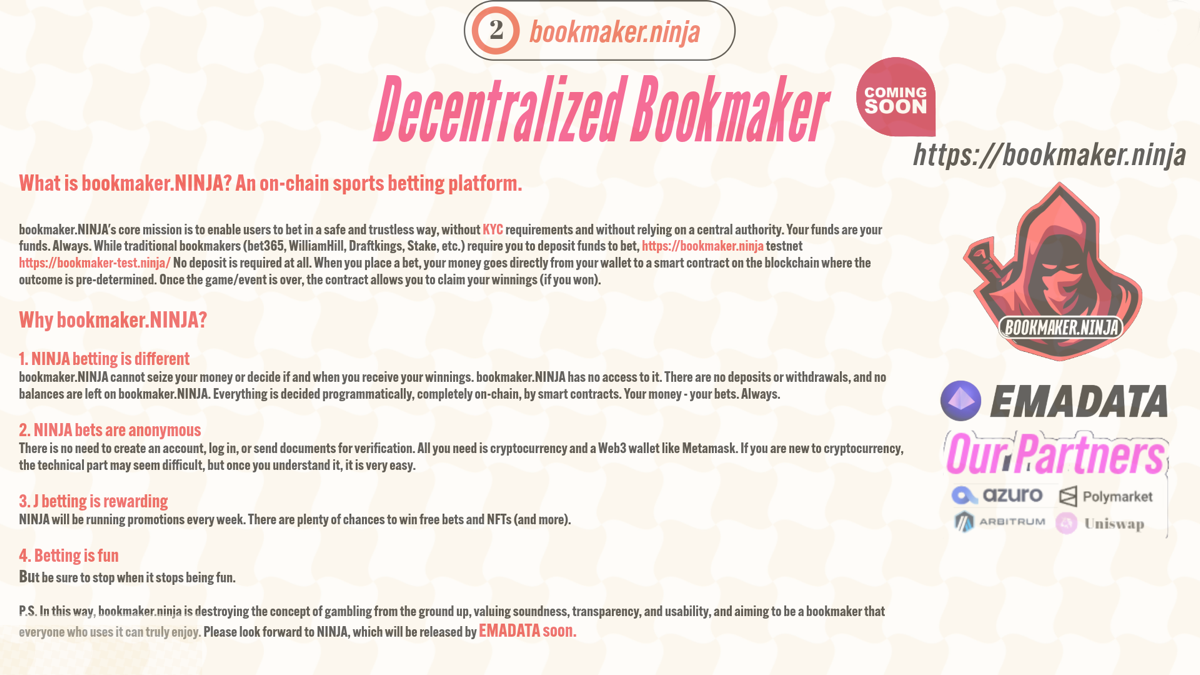 2 bookmaker.ninja
Decentralized Bookmaker
COMING
SOON
https://bookmaker.ninja
What is bookmaker.NINJA? An on-chain sports betting platform.
bookmaker.NINJA's core mission is to enable users to bet in a safe and trustless way, without KYC requirements and without relying on a central authority. Your funds are your
funds. Always. While traditional bookmakers (bet365, WilliamHill, Draftkings, Stake, etc.) require you to deposit funds to bet, https://bookmaker.ninja testnet
https://bookmaker-test.ninja/ No deposit is required at all. When you place a bet, your money goes directly from your wallet to a smart contract on the blockchain where the
outcome is pre-determined. Once the game/event is over, the contract allows you to claim your winnings (if you won).
Why bookmaker.NINJA?
1. NINJA betting is different
bookmaker.NINJA cannot seize your money or decide if and when you receive your winnings. bookmaker.NINJA has no access to it. There are no deposits or withdrawals, and no
balances are left on bookmaker.NINJA. Everything is decided programmatically, completely on-chain, by smart contracts. Your money - your bets. Always.
2. NINJA bets are anonymous
There is no need to create an account, log in, or send documents for verification. All you need is cryptocurrency and a Web3 wallet like Metamask. If you are new to cryptocurrency,
the technical part may seem difficult, but once you understand it, it is very easy.
3. J betting is rewarding
NINJA will be running promotions every week. There are plenty of chances to win free bets and NFTs (and more).
4. Betting is fun
But be sure to stop when it stops being fun.
P.S. In this way, bookmaker.ninja is destroying the concept of gambling from the ground up, valuing soundness, transparency, and usability, and aiming to be a bookmaker that
everyone who uses it can truly enjoy. Please look forward to NINJA, which will be released by EMADATA soon.
BOOKMAKER.NINJA
EMADATA
Our Partners
azuro Polymarket
ARBITRUM Uniswap